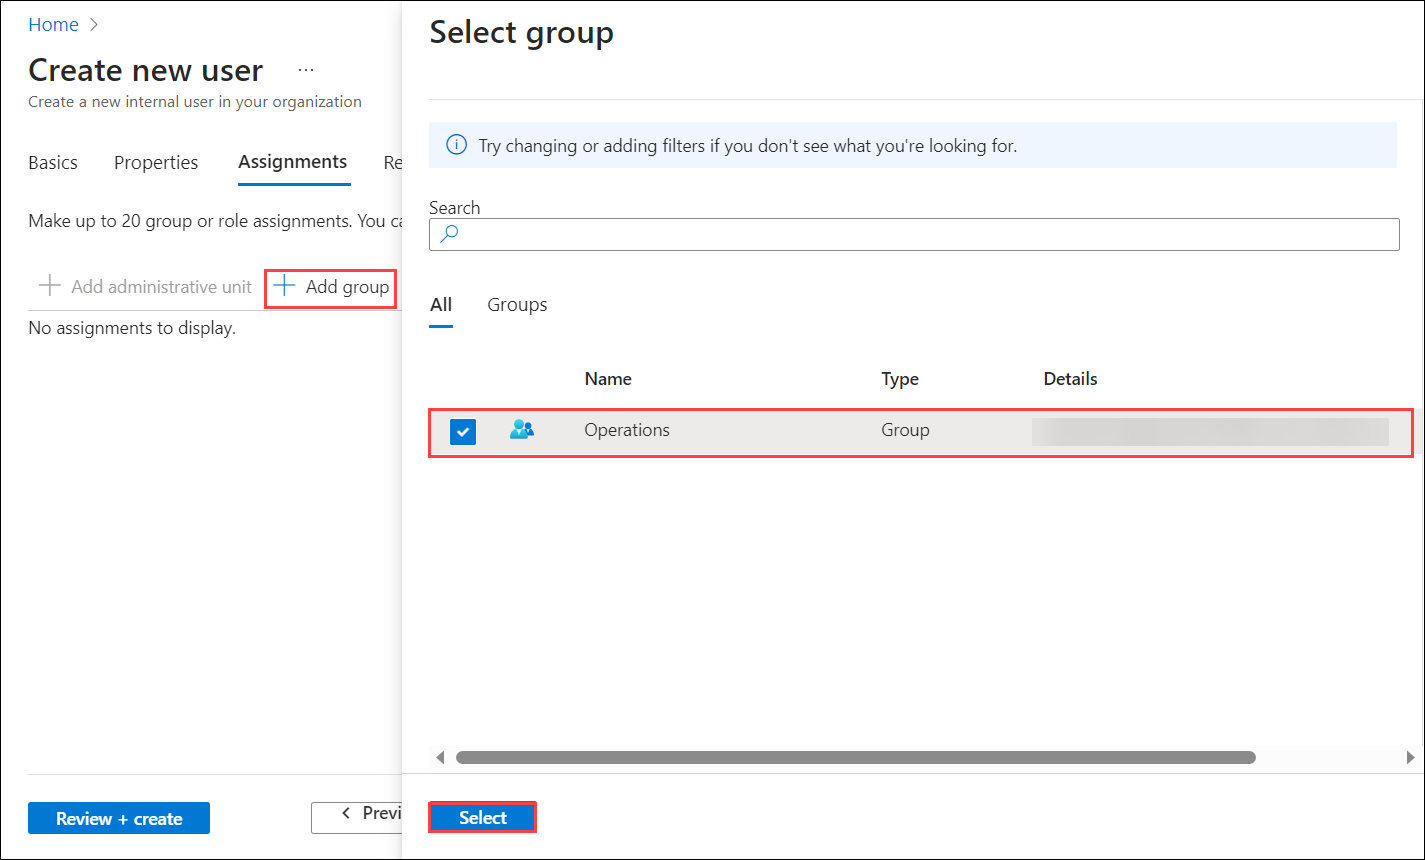 Home
Create new user
...
Create a new internal user in your organization
Basics Properties Assignments Re
Make up to 20 group or role assignments. You ca
Add administrative unit Add group
No assignments to display.
Review + create
Previ
Select group
Try changing or adding filters if you don't see what you're looking for.
Search
All Groups
Name Type Details
Operations Group
Select